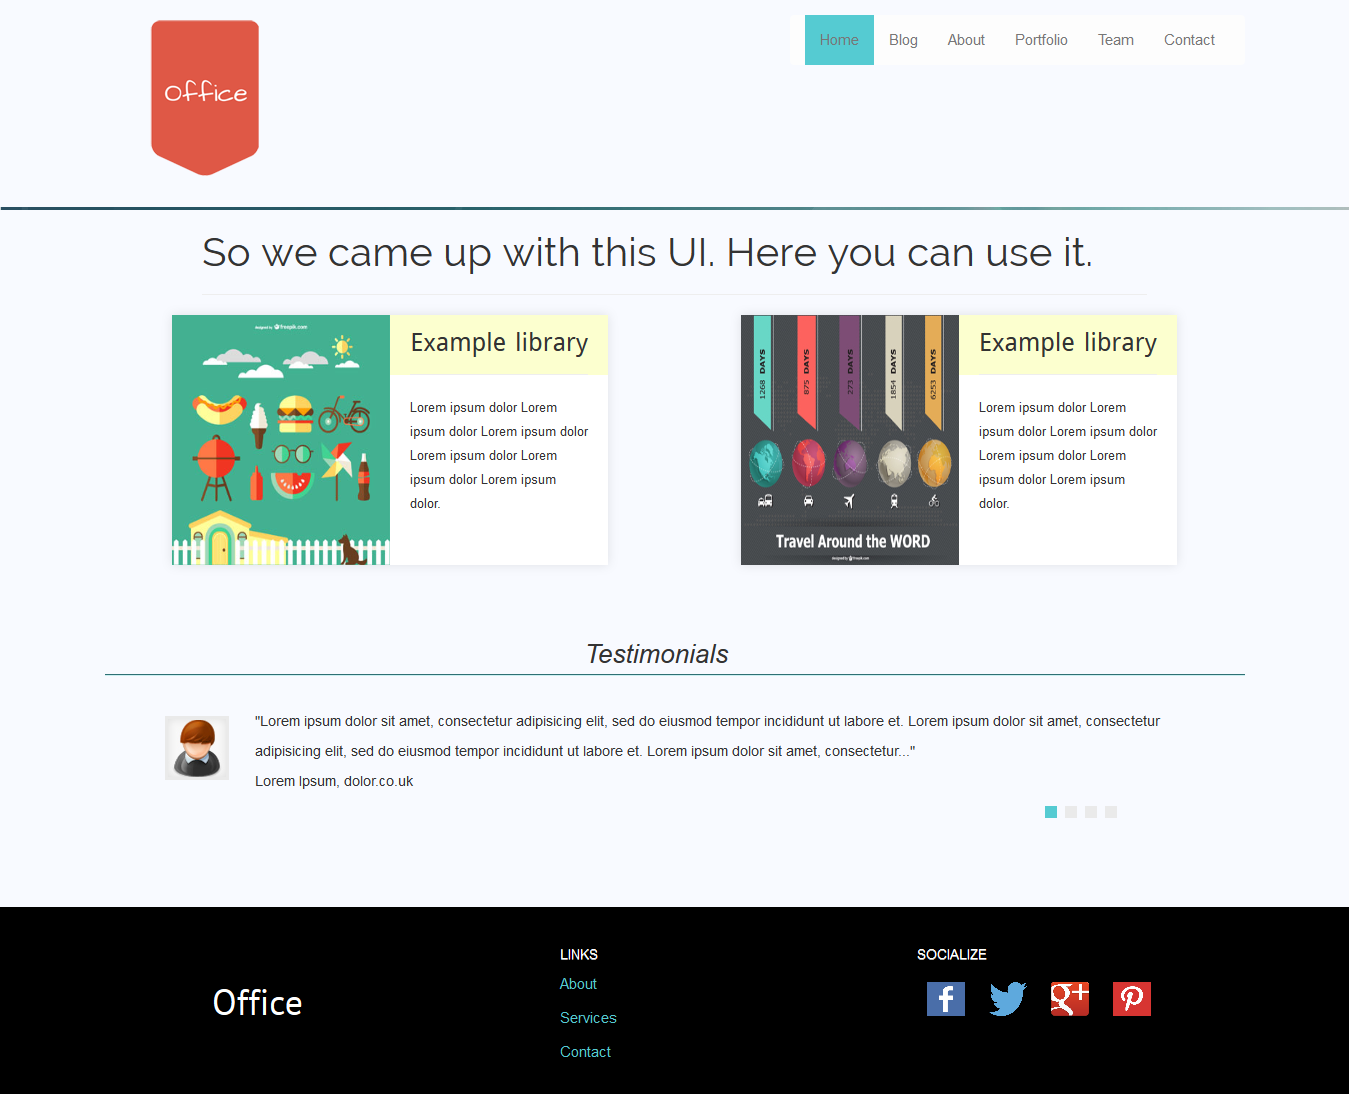 Office
Home Blog About Portfolio Team Contact
So we came up with this UI. Here you can use it.
designed by freepik.com
Example library
Lorem ipsum dolor Lorem
ipsum dolor Lorem ipsum dolor
Lorem ipsum dolor Lorem
ipsum dolor Lorem ipsum
dolor.
1268 DAYS
875 DAYS
273 DAYS
1854 DAYS
6253 DAYS
Travel Around the WORD
designed by freepik.com
Example library
Lorem ipsum dolor Lorem
ipsum dolor Lorem ipsum dolor
Lorem ipsum dolor Lorem
ipsum dolor Lorem ipsum
dolor.
Testimonials
"Lorem ipsum dolor sit amet, consectetur adipisicing elit, sed do eiusmod tempor incididunt ut labore et. Lorem ipsum dolor sit amet, consectetur
adipisicing elit, sed do eiusmod tempor incididunt ut labore et. Lorem ipsum dolor sit amet, consectetur..."
Lorem Ipsum, dolor.co.uk
Office
LINKS
About
Services
Contact
SOCIALIZE